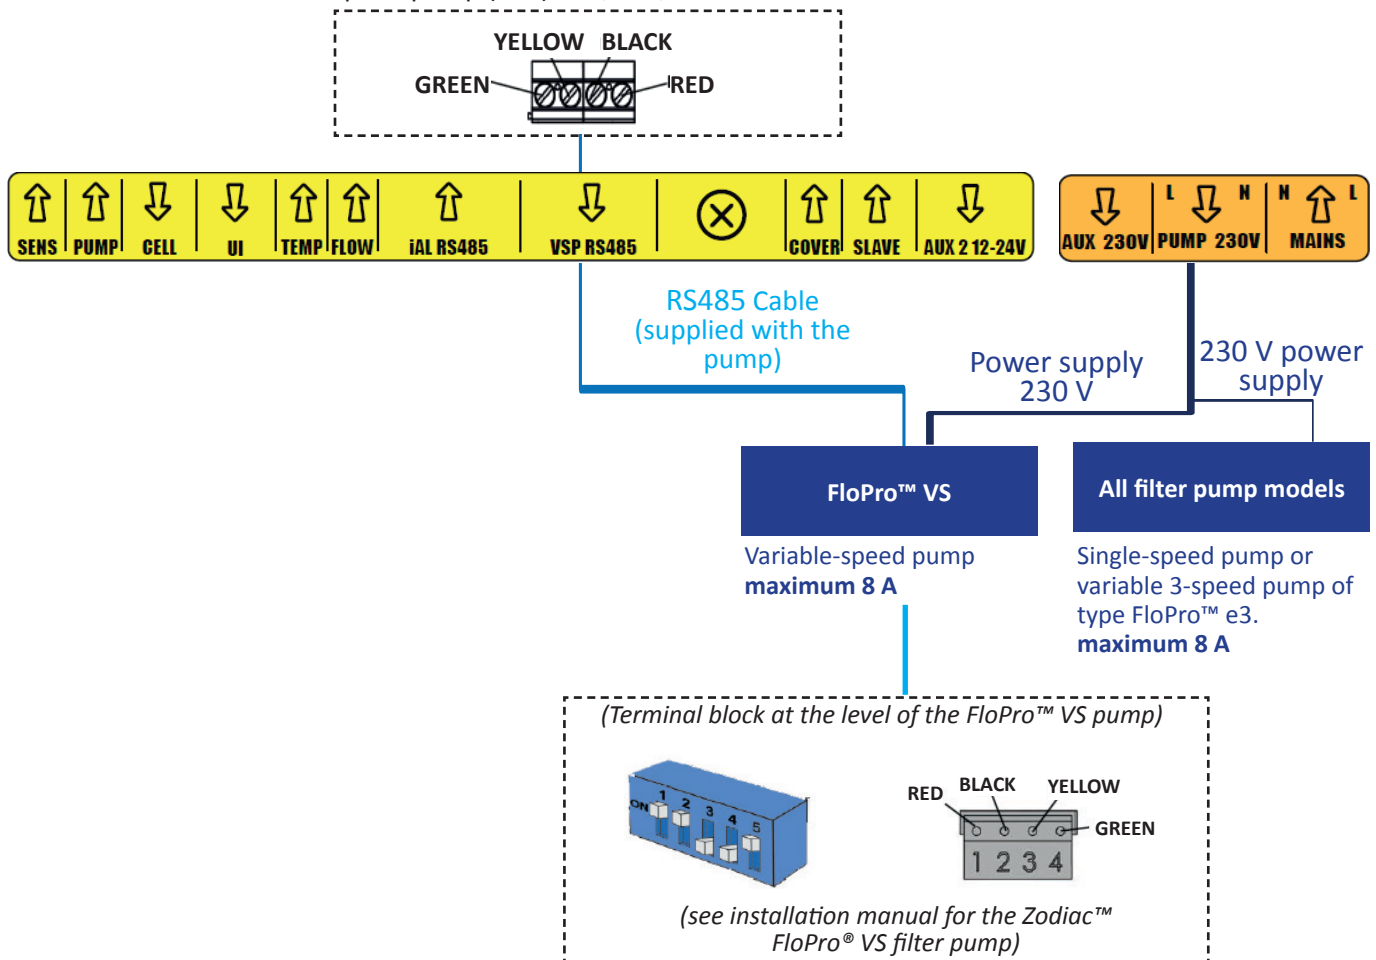 YELLOW BLACK
GREEN RED
SENS PUMP CELL UI TEMP FLOW iAL RS485 VSP RS485 COVER SLAVE AUX 2 12-24V
L N N L
AUX 230V PUMP 230V MAINS
RS485 Cable
(supplied with the
pump)
Power supply
230 V
230 V power
supply
FloPro™ VS
All filter pump models
Variable-speed pump
maximum 8 A
Single-speed pump or
variable 3-speed pump of
type FloPro™ e3.
maximum 8 A
(Terminal block at the level of the FloPro™ VS pump)
ON 1 2 3 4 5
RED BLACK YELLOW
GREEN
1 2 3 4
(see installation manual for the Zodiac™
FloPro® VS filter pump)